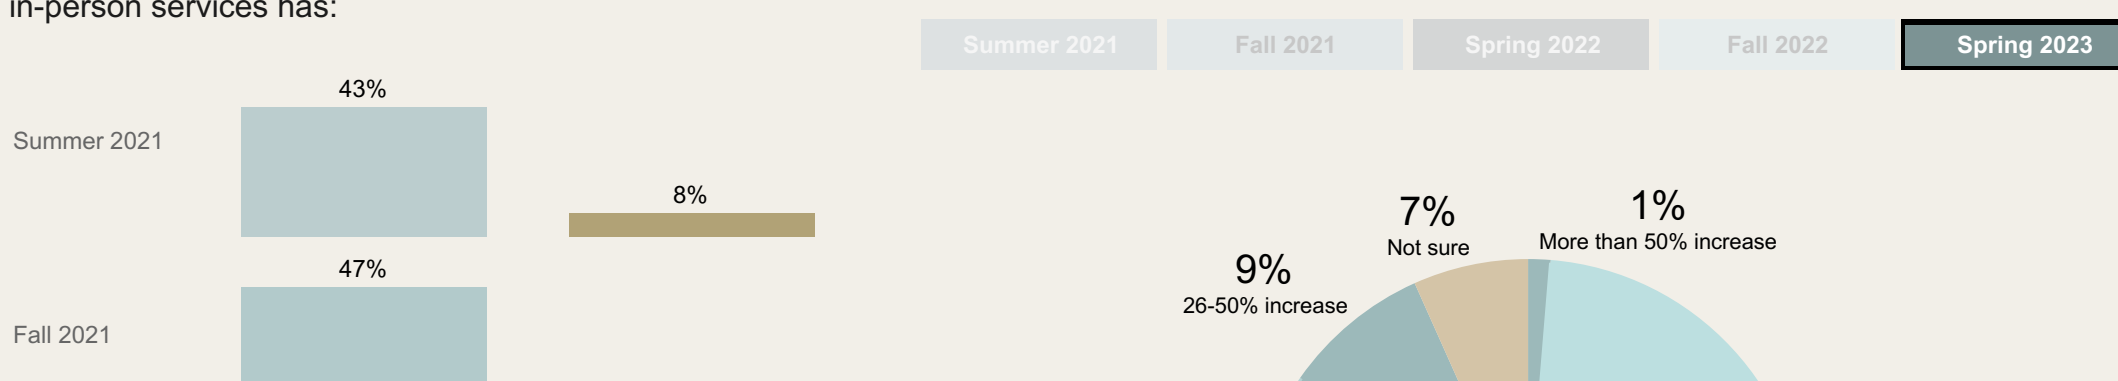 in-person services has:
Summer 2021 Fall 2021 Spring 2022 Fall 2022 Spring 2023
43%
Summer 2021
8%
47%
Fall 2021
7%
Not sure
1%
More than 50% increase
9%
26-50% increase